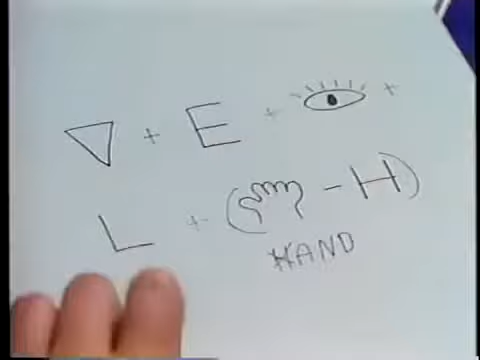 ▽ + E + 👁 +
L + (✋ - H)
HAND